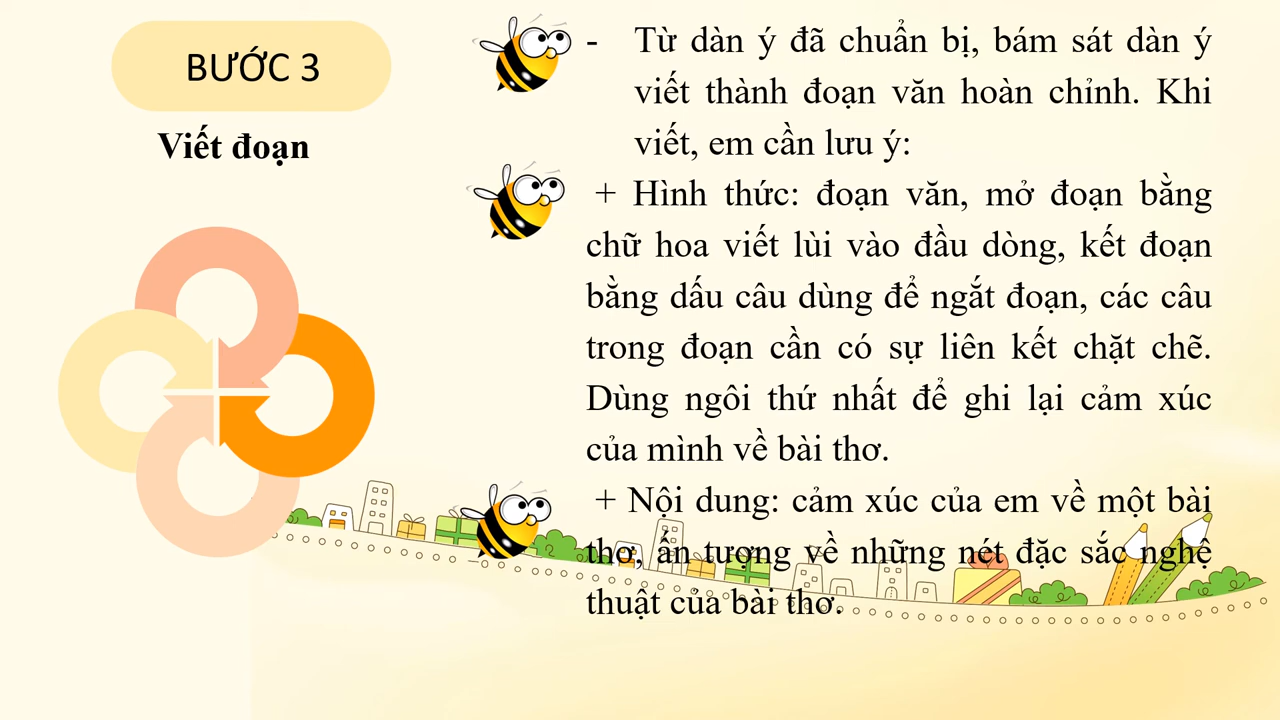 BƯỚC 3
Viết đoạn
- Từ dàn ý đã chuẩn bị, bám sát dàn ý
viết thành đoạn văn hoàn chỉnh. Khi
viết, em cần lưu ý:
+ Hình thức: đoạn văn, mở đoạn bằng
chữ hoa viết lùi vào đầu dòng, kết đoạn
bằng dấu câu dùng để ngắt đoạn, các câu
trong đoạn cần có sự liên kết chặt chẽ.
Dùng ngôi thứ nhất để ghi lại cảm xúc
của mình về bài thơ.
+ Nội dung: cảm xúc của em về một bài
thơ, ấn tượng về những nét đặc sắc nghệ
thuật của bài thơ.